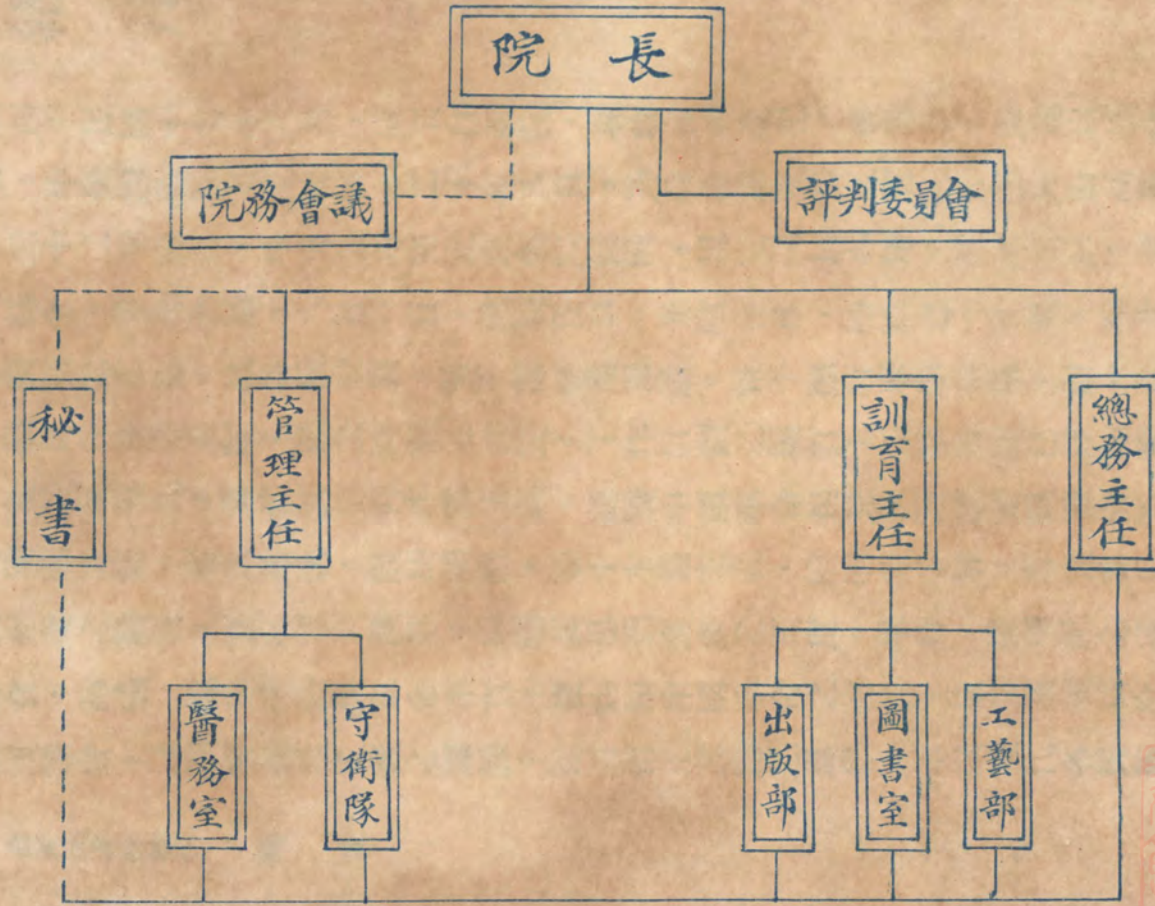 院長
院務會議
評判委員會
總務主任
訓育主任
管理主任
秘書
工藝部
圖書室
出版部
守衛隊
醫務室